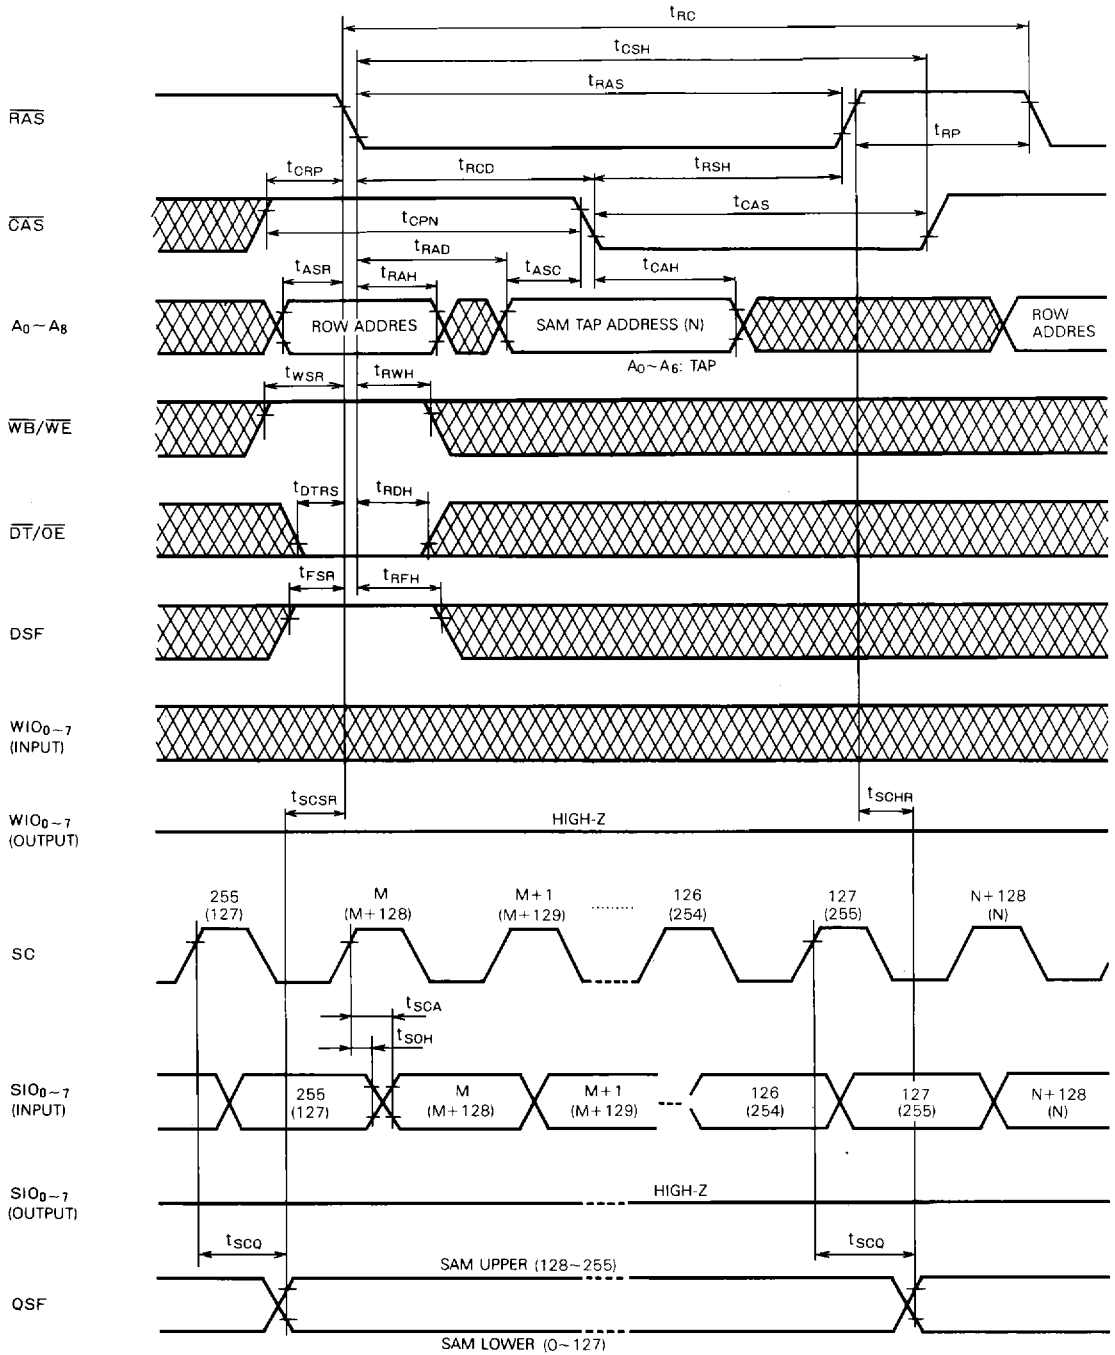 tRC
tCSH
tRAS
RAS
tRP
tCRP
tRCD
tRSH
CAS
tCPN
tCAS
tRAD
tASR
tRAH
tASC
tCAH
A0~A8
ROW ADDRES
SAM TAP ADDRESS (N)
ROW
ADDRES
A0~A6: TAP
tWSR
tRWH
WB/WE
tDTRS
tRDH
DT/OE
tFSR
tRFH
DSF
WIO0~7
(INPUT)
tSCSR
tSCHR
WIO0~7
(OUTPUT)
HIGH-Z
255
(127)
M
(M+128)
M+1
(M+129)
........
126
(254)
127
(255)
N+128
(N)
SC
tSCA
tSOH
SIO0~7
(INPUT)
255
(127)
M
(M+128)
M+1
(M+129)
126
(254)
127
(255)
N+128
(N)
SIO0~7
(OUTPUT)
HIGH-Z
tSCQ
tSCQ
SAM UPPER (128~255)
QSF
SAM LOWER (0~127)